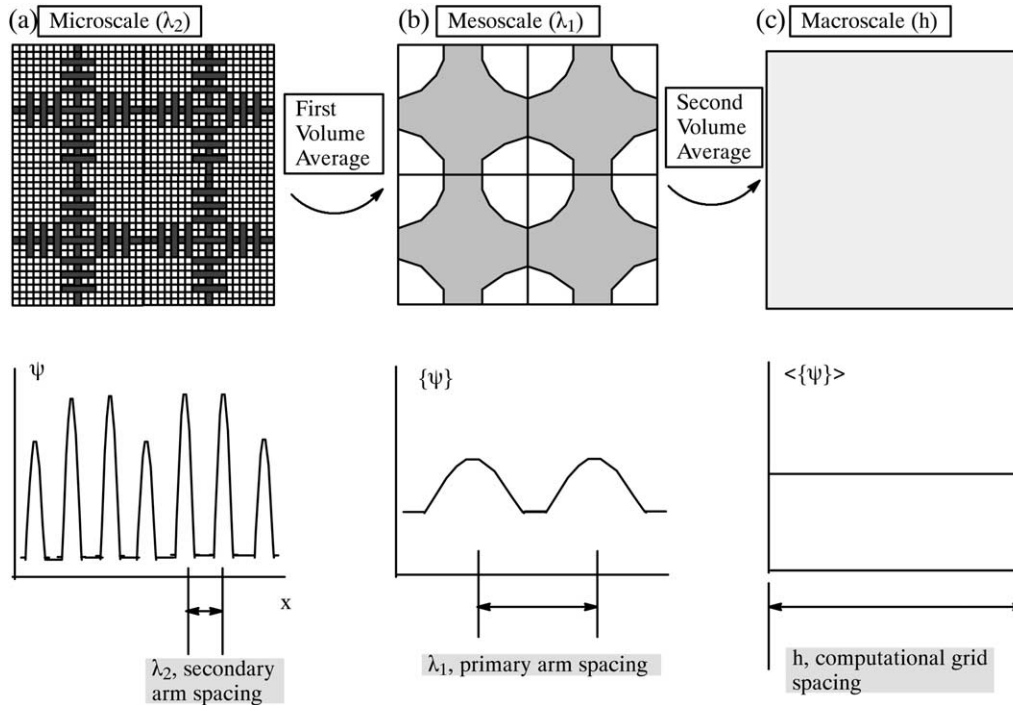 (a) Microscale (λ₂)
(b) Mesoscale (λ₁)
(c) Macroscale (h)
First
Volume
Average
Second
Volume
Average
ψ
x
λ₂, secondary
arm spacing
{ψ}
λ₁, primary arm spacing
<{ψ}>
h, computational grid
spacing